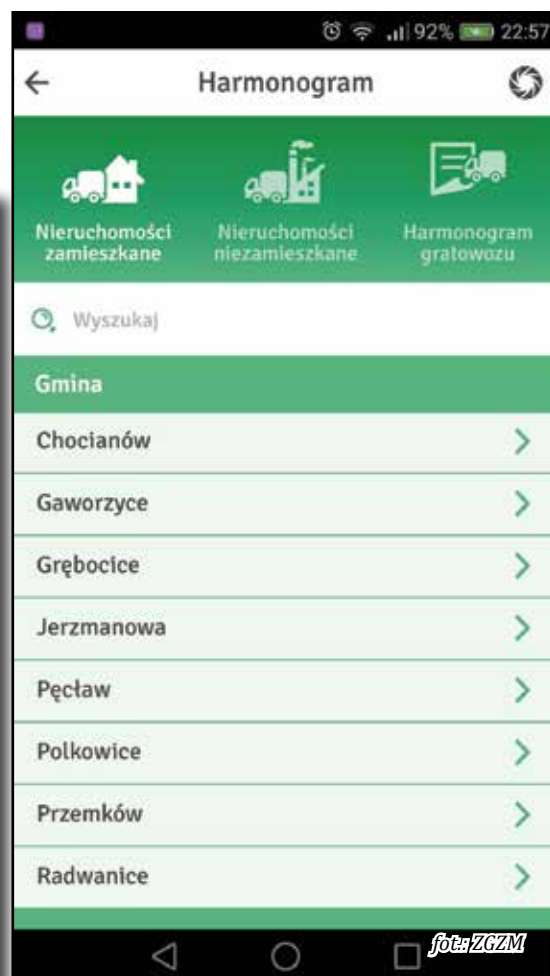 92% 22:57
Harmonogram
Nieruchomości
zamieszkane
Nieruchomości
niezamieszkane
Harmonogram
gratowozu
Wyszukaj
Gmina
Chocianów
Gaworzyce
Grębocice
Jerzmanowa
Pęcław
Polkowice
Przemków
Radwanice
fot.: ZGZM